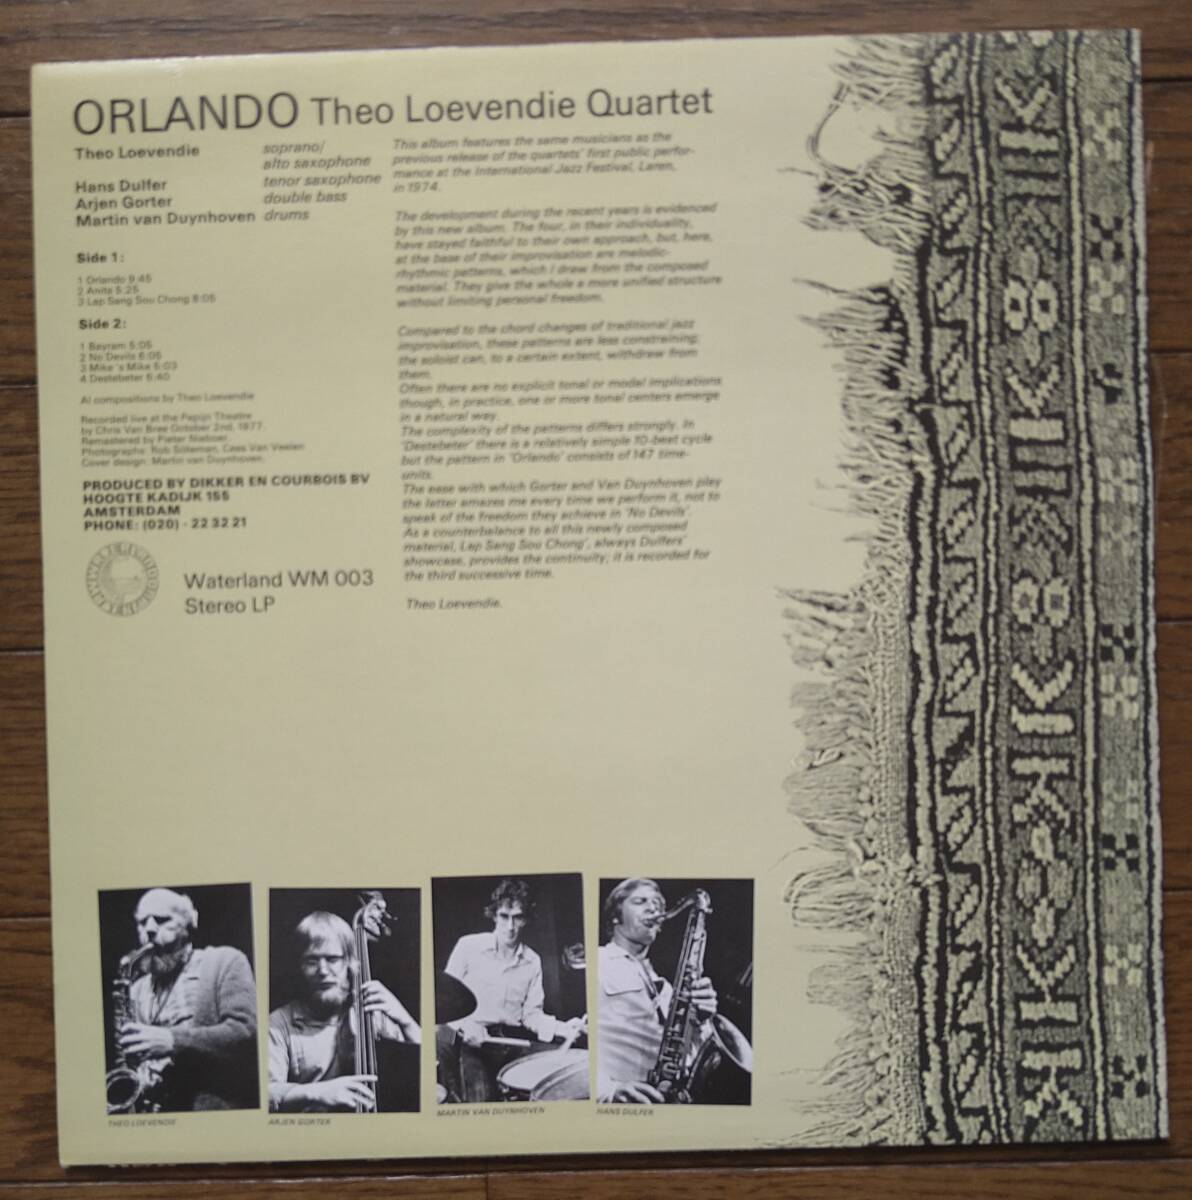 ORLANDO Theo Loevendie Quartet
Theo Loevendie soprano/
alto saxophone
Hans Dulfer tenor saxophone
Arjen Gorter double bass
Martin van Duynhoven drums
Side 1:
1 Orlando 9:45
2 Anita 5:25
3 Lap Sang Sou Chong 8:05
Side 2:
1 Bayram 5:05
2 No Devils 6:05
3 Mike's Mike 5:03
4 Destebeter 6:40
Al compositions by Theo Loevendie
Recorded live at the Pepijn Theatre
by Chris Van Bree October 2nd, 1977.
Remastered by Pieter Nieboer.
Photographs: Rob Söteman, Cees Van Veelen
Cover design: Martin van Duynhoven.
PRODUCED BY DIKKER EN COURBOIS BV
HOOGTE KADIJK 155
AMSTERDAM
PHONE: (020) - 22 32 21
Waterland WM 003
Stereo LP
This album features the same musicians as the
previous release of the quartets' first public perfor-
mance at the International Jazz Festival, Laren,
in 1974.
The development during the recent years is evidenced
by this new album. The four, in their individuality,
have stayed faithful to their own approach, but, here,
at the base of their improvisation are melodic-
rhythmic patterns, which I drew from the composed
material. They give the whole a more unified structure
without limiting personal freedom.
Compared to the chord changes of traditional jazz
improvisation, these patterns are less constraining;
the soloist can, to a certain extent, withdraw from
them.
Often there are no explicit tonal or modal implications
though, in practice, one or more tonal centers emerge
in a natural way.
The complexity of the patterns differs strongly. In
'Destebeter' there is a relatively simple 10-beat cycle
but the pattern in 'Orlando' consists of 147 time-
units.
The ease with which Gorter and Van Duynhoven play
the latter amazes me every time we perform it, not to
speak of the freedom they achieve in 'No Devils'.
As a counterbalance to all this newly composed
material, Lap Sang Sou Chong', always Dulfers'
showcase, provides the continuity; it is recorded for
the third successive time.
Theo Loevendie.
THEO LOEVENDIE
ARJEN GORTER
MARTIN VAN DUYNHOVEN
HANS DULFER